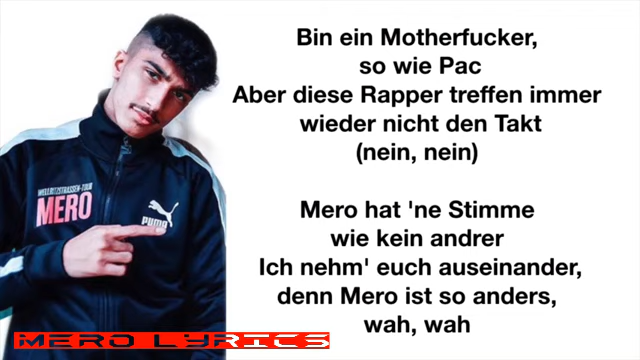 Bin ein Motherfucker,
so wie Pac
Aber diese Rapper treffen immer
wieder nicht den Takt
(nein, nein)
Mero hat 'ne Stimme
wie kein andrer
Ich nehm' euch auseinander,
denn Mero ist so anders,
wah, wah
WELLRITZSTRASSEN-TOUR
MERO
PUMA
MERO LYRICS